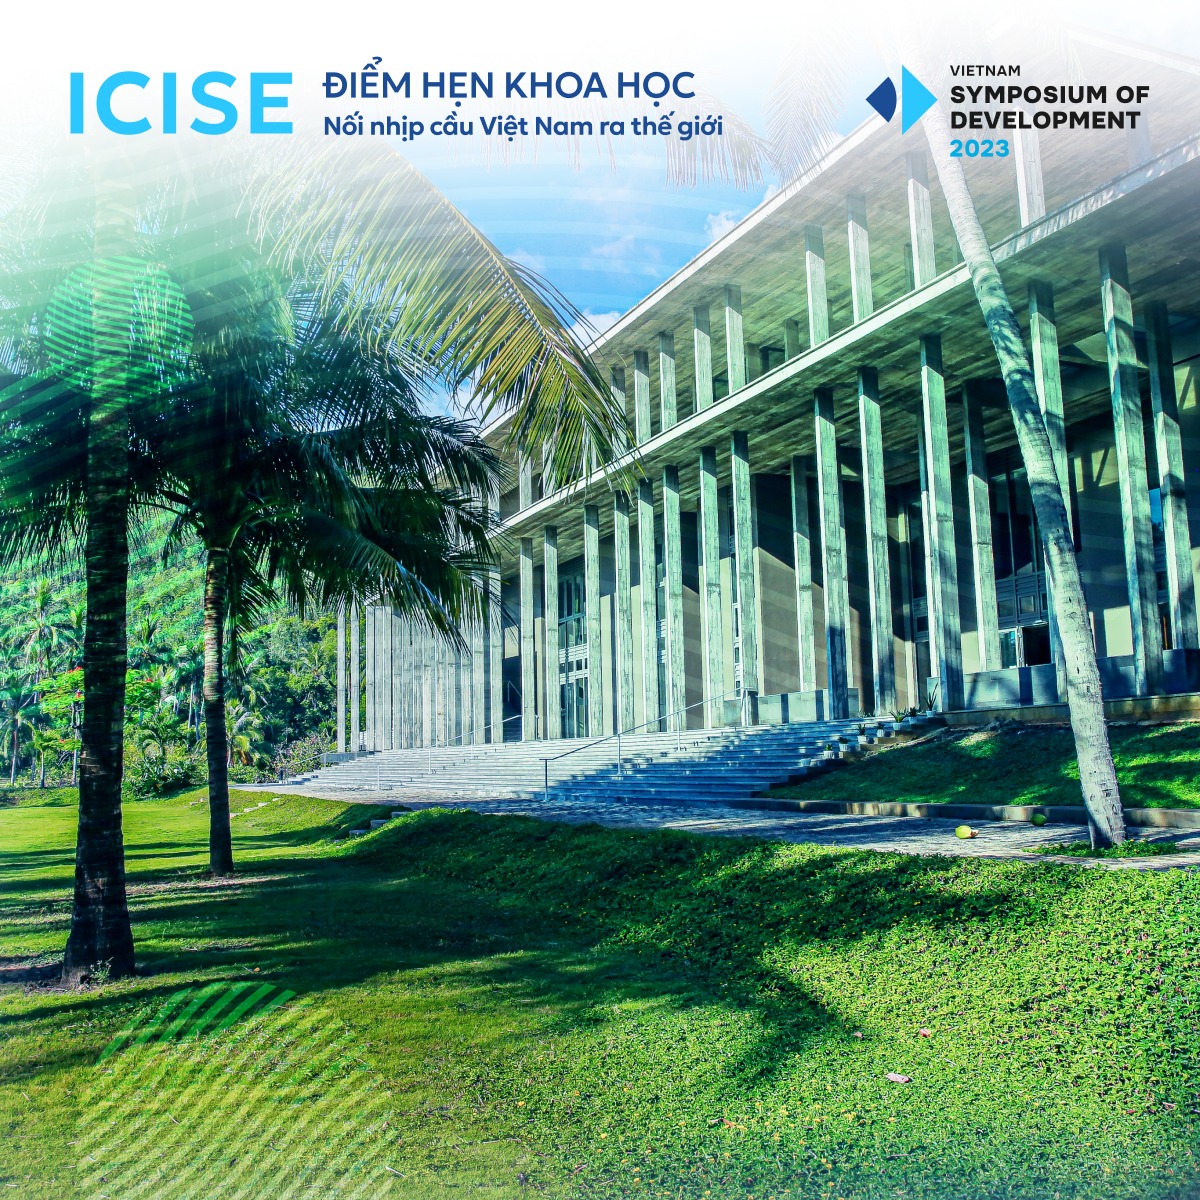 ICISE
ĐIỂM HẸN KHOA HỌC
Nối nhịp cầu Việt Nam ra thế giới
VIETNAM
SYMPOSIUM OF
DEVELOPMENT
2023